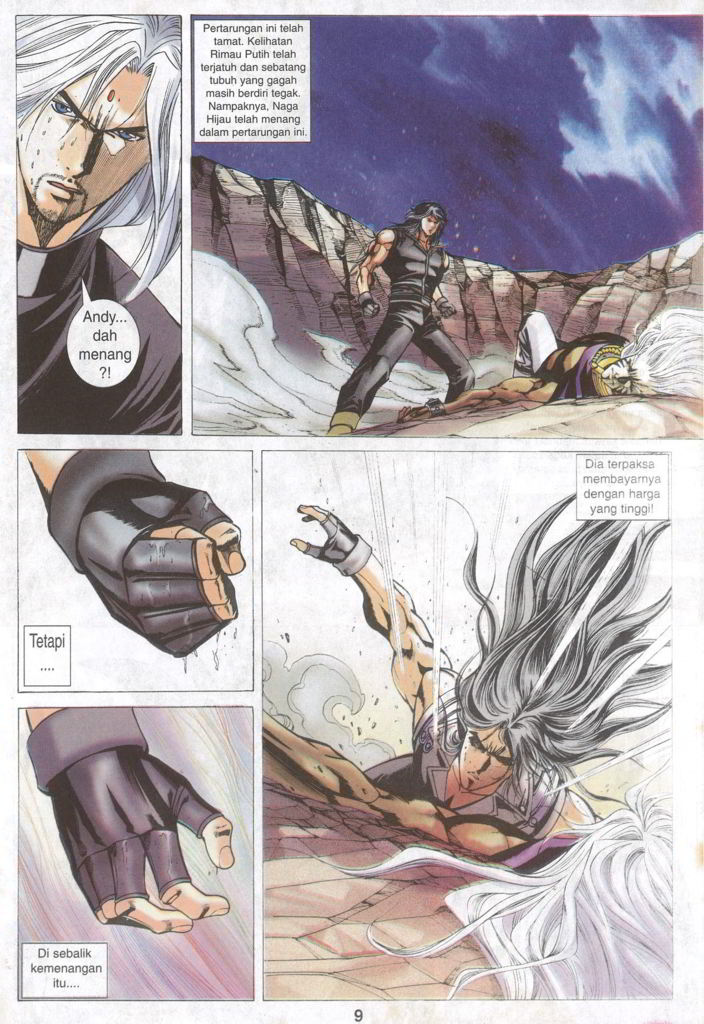 Pertarungan ini telah
tamat. Kelihatan
Rimau Putih telah
terjatuh dan sebatang
tubuh yang gagah
masih berdiri tegak.
Nampaknya, Naga
Hijau telah menang
dalam pertarungan ini.
Andy...
dah
menang
?!
Tetapi
....
Dia terpaksa
membayarnya
dengan harga
yang tinggi!
Di sebalik
kemenangan
itu....
9